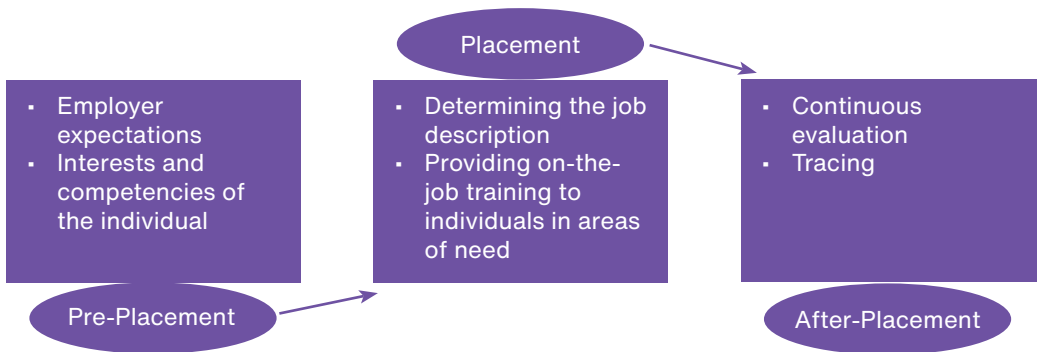 Placement
▪ Employer
expectations
▪ Interests and
competencies of
the individual
Pre-Placement
▪ Determining the job
description
▪ Providing on-the-
job training to
individuals in areas
of need
▪ Continuous
evaluation
▪ Tracing
After-Placement